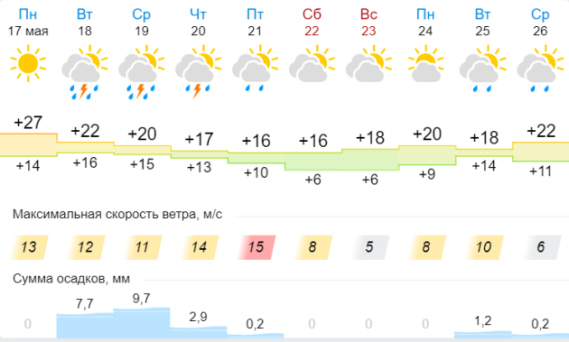 Пн Вт Ср Чт Пт Сб Вс Пн Вт Ср
17 мая 18 19 20 21 22 23 24 25 26
+27 +22 +20 +17 +16 +16 +18 +20 +18 +22
+14 +16 +15 +13 +10 +6 +6 +9 +14 +11
Максимальная скорость ветра, м/с
13 12 11 14 15 8 5 8 10 6
Сумма осадков, мм
0 7,7 9,7 2,9 0,2 0 0 0 1,2 0,2